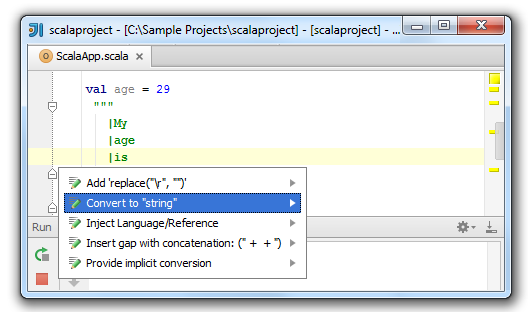 scalaproject - [C:\Sample Projects\scalaproject] - [scalaproject] - ...
ScalaApp.scala
val age = 29
"""
|My
|age
|is
Add 'replace("\r", "")'
Convert to "string"
Inject Language/Reference
Insert gap with concatenation: (" + + ")
Provide implicit conversion
Run